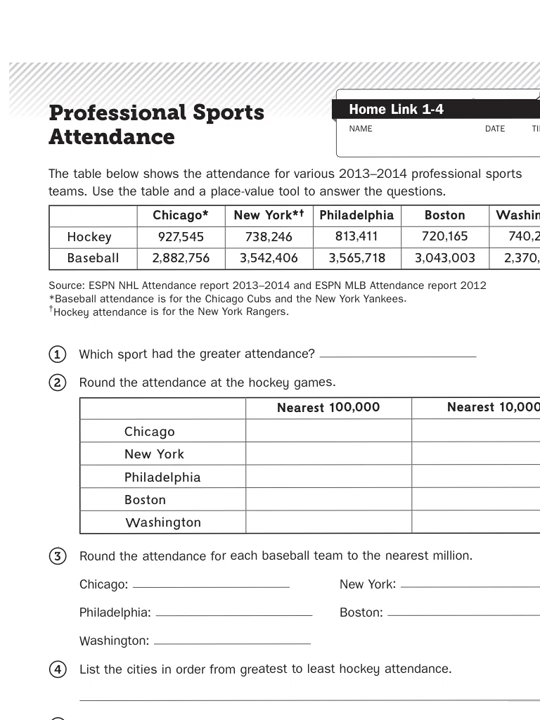 Professional Sports
Attendance
Home Link 1-4
NAME DATE
The table below shows the attendance for various 2013–2014 professional sports
teams. Use the table and a place-value tool to answer the questions.
Chicago* New York*† Philadelphia Boston
Hockey 927,545 738,246 813,411 720,165
Baseball 2,882,756 3,542,406 3,565,718 3,043,003
Source: ESPN NHL Attendance report 2013–2014 and ESPN MLB Attendance report 2012
*Baseball attendance is for the Chicago Cubs and the New York Yankees.
†Hockey attendance is for the New York Rangers.
1 Which sport had the greater attendance?
2 Round the attendance at the hockey games.
Nearest 100,000 Nearest 10,000
Chicago
New York
Philadelphia
Boston
Washington
3 Round the attendance for each baseball team to the nearest million.
Chicago: New York:
Philadelphia: Boston:
Washington:
4 List the cities in order from greatest to least hockey attendance.